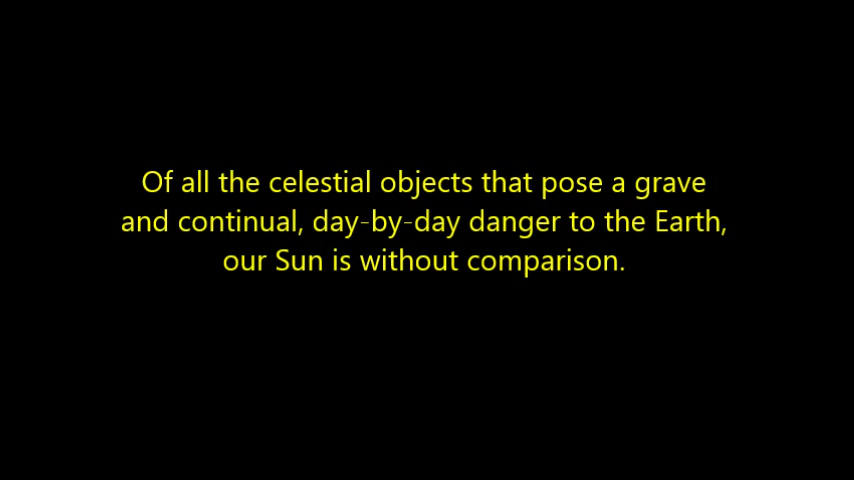 Of all the celestial objects that pose a grave
and continual, day-by-day danger to the Earth,
our Sun is without comparison.